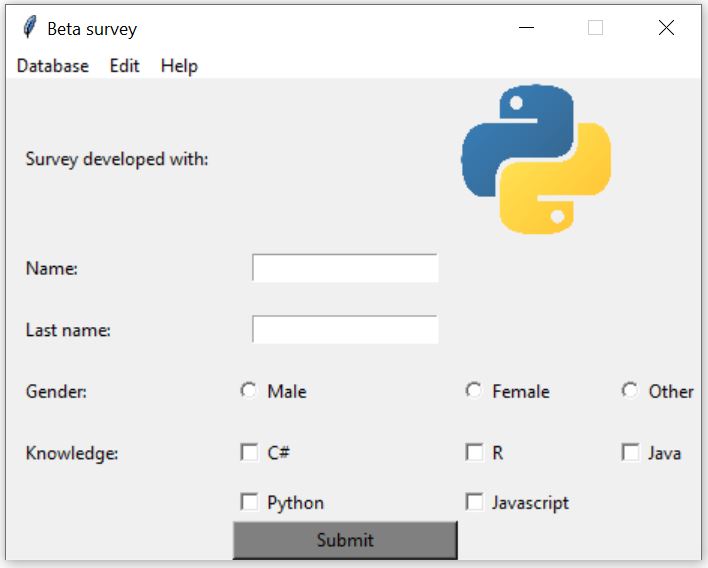 Beta survey
Database Edit Help
Survey developed with:
Name:
Last name:
Gender: Male Female Other
Knowledge: C# R Java
Python Javascript
Submit